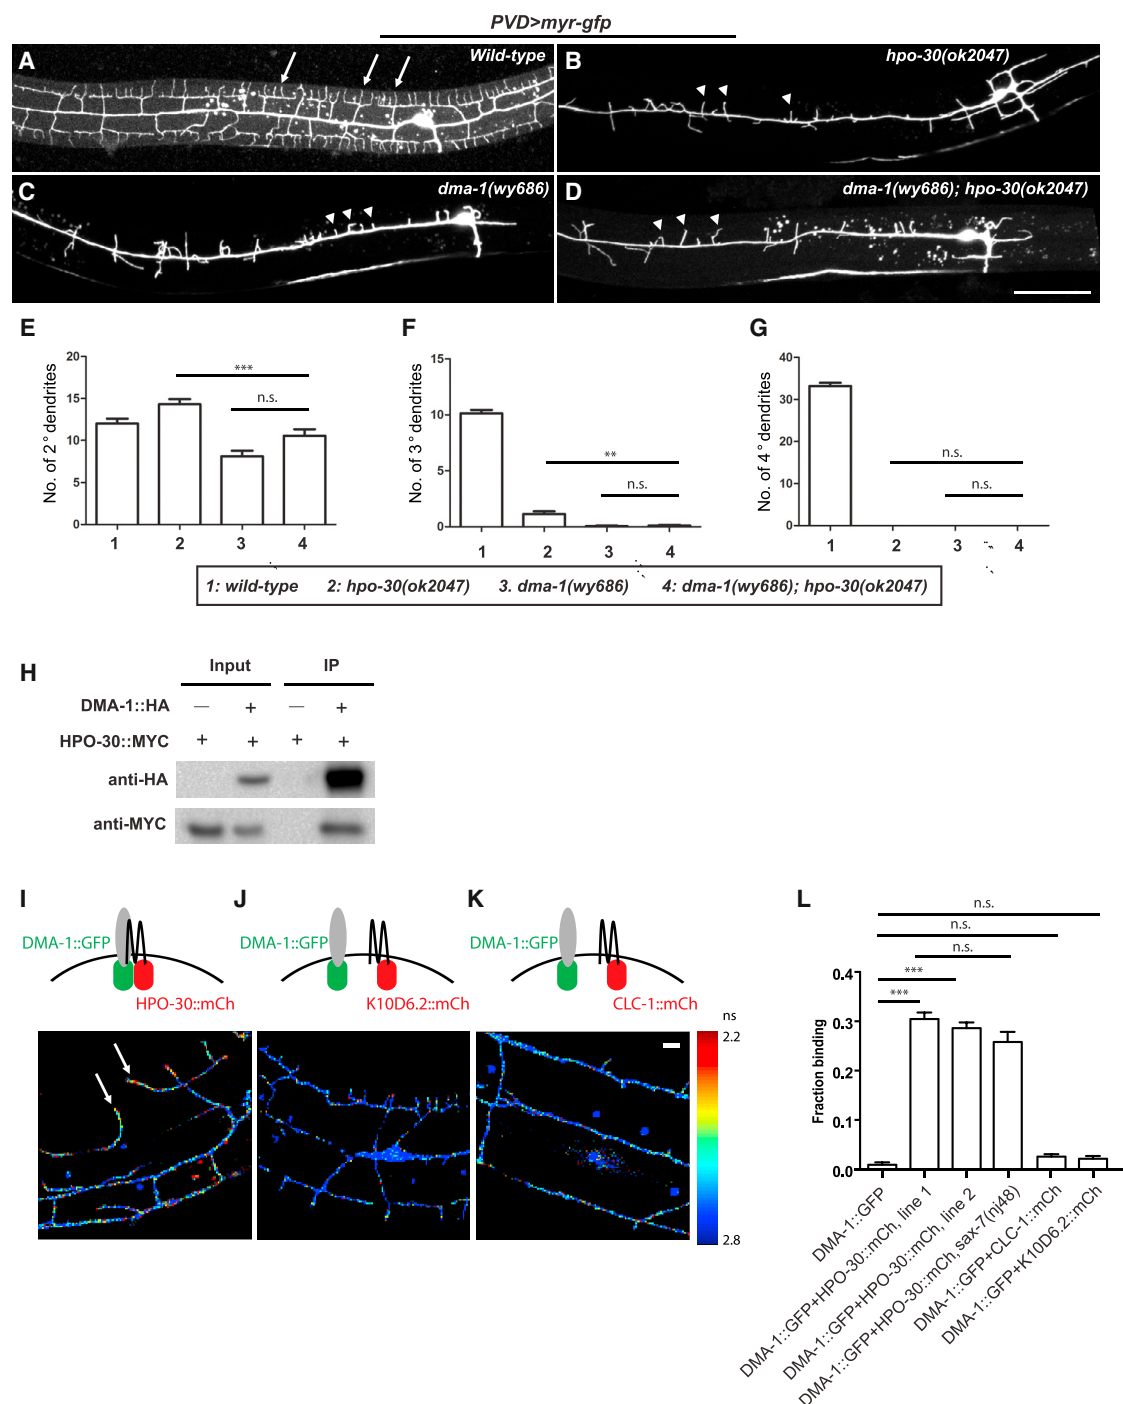 PVD>myr-gfp
A
Wild-type
B
hpo-30(ok2047)
C
dma-1(wy686)
D
dma-1(wy686); hpo-30(ok2047)
E
No. of 2° dendrites
20
15
10
5
0
***
n.s.
1 2 3 4
F
No. of 3° dendrites
15
10
5
0
**
n.s.
1 2 3 4
G
No. of 4° dendrites
40
30
20
10
0
n.s.
n.s.
1 2 3 4
1: wild-type 2: hpo-30(ok2047) 3. dma-1(wy686) 4: dma-1(wy686); hpo-30(ok2047)
H
Input IP
DMA-1::HA — + — +
HPO-30::MYC + + + +
anti-HA
anti-MYC
I
DMA-1::GFP
HPO-30::mCh
J
DMA-1::GFP
K10D6.2::mCh
K
DMA-1::GFP
CLC-1::mCh
ns
2.2
2.8
L
n.s.
n.s.
n.s.
***
***
Fraction binding
0.4
0.3
0.2
0.1
0.0
DMA-1::GFP
DMA-1::GFP+HPO-30::mCh, line 1
DMA-1::GFP+HPO-30::mCh, line 2
DMA-1::GFP+HPO-30::mCh, sax-7(nj48)
DMA-1::GFP+CLC-1::mCh
DMA-1::GFP+K10D6.2::mCh